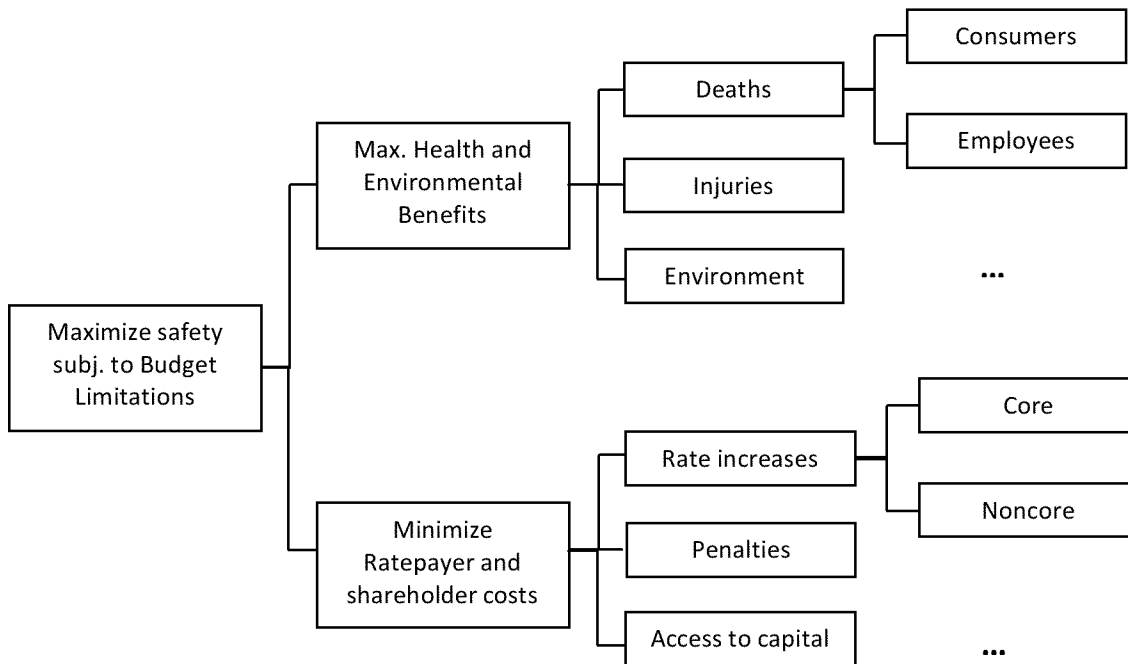 Maximize safety
subj. to Budget
Limitations
Max. Health and
Environmental
Benefits
Deaths
Consumers
Employees
Injuries
Environment
...
Minimize
Ratepayer and
shareholder costs
Rate increases
Core
Noncore
Penalties
Access to capital
...